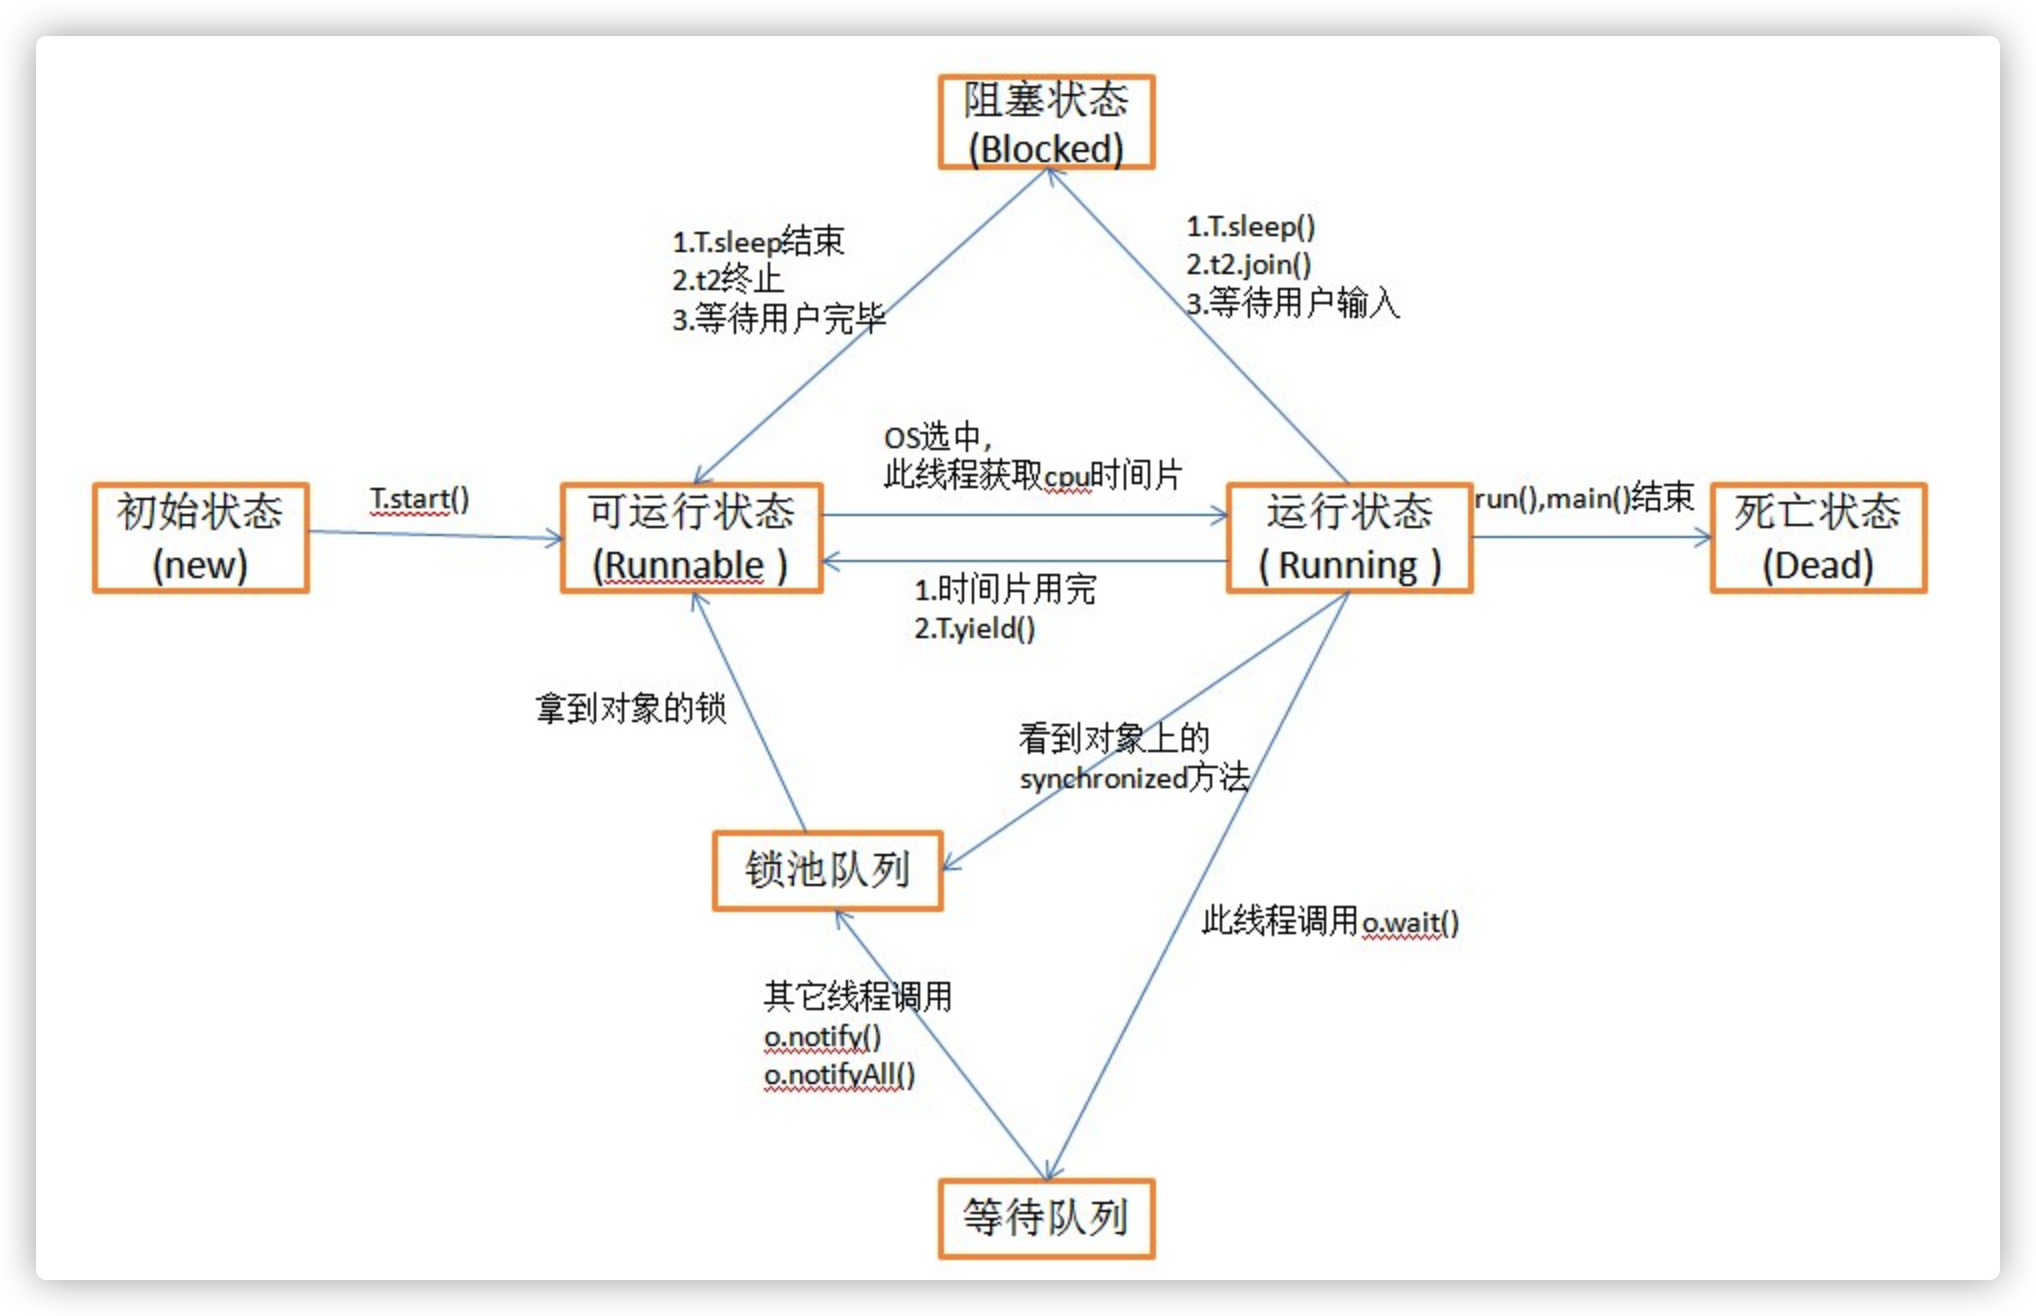 阻塞状态
(Blocked)
1.T.sleep结束
2.t2终止
3.等待用户完毕
1.T.sleep()
2.t2.join()
3.等待用户输入
OS选中,
此线程获取cpu时间片
初始状态
(new)
T.start()
可运行状态
(Runnable )
运行状态
( Running )
run(),main()结束
死亡状态
(Dead)
1.时间片用完
2.T.yield()
拿到对象的锁
看到对象上的
synchronized方法
锁池队列
此线程调用o.wait()
其它线程调用
o.notify()
o.notifyAll()
等待队列